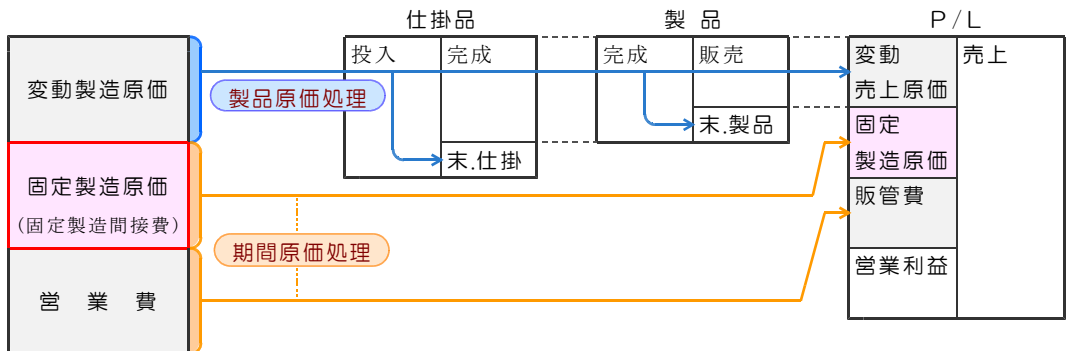 仕掛品
製 品
P/L
変動製造原価
投入
完成
完成
販売
変動
売上原価
売上
製品原価処理
末.製品
固定
製造原価
末.仕掛
固定製造原価
(固定製造間接費)
販管費
期間原価処理
営業利益
営 業 費